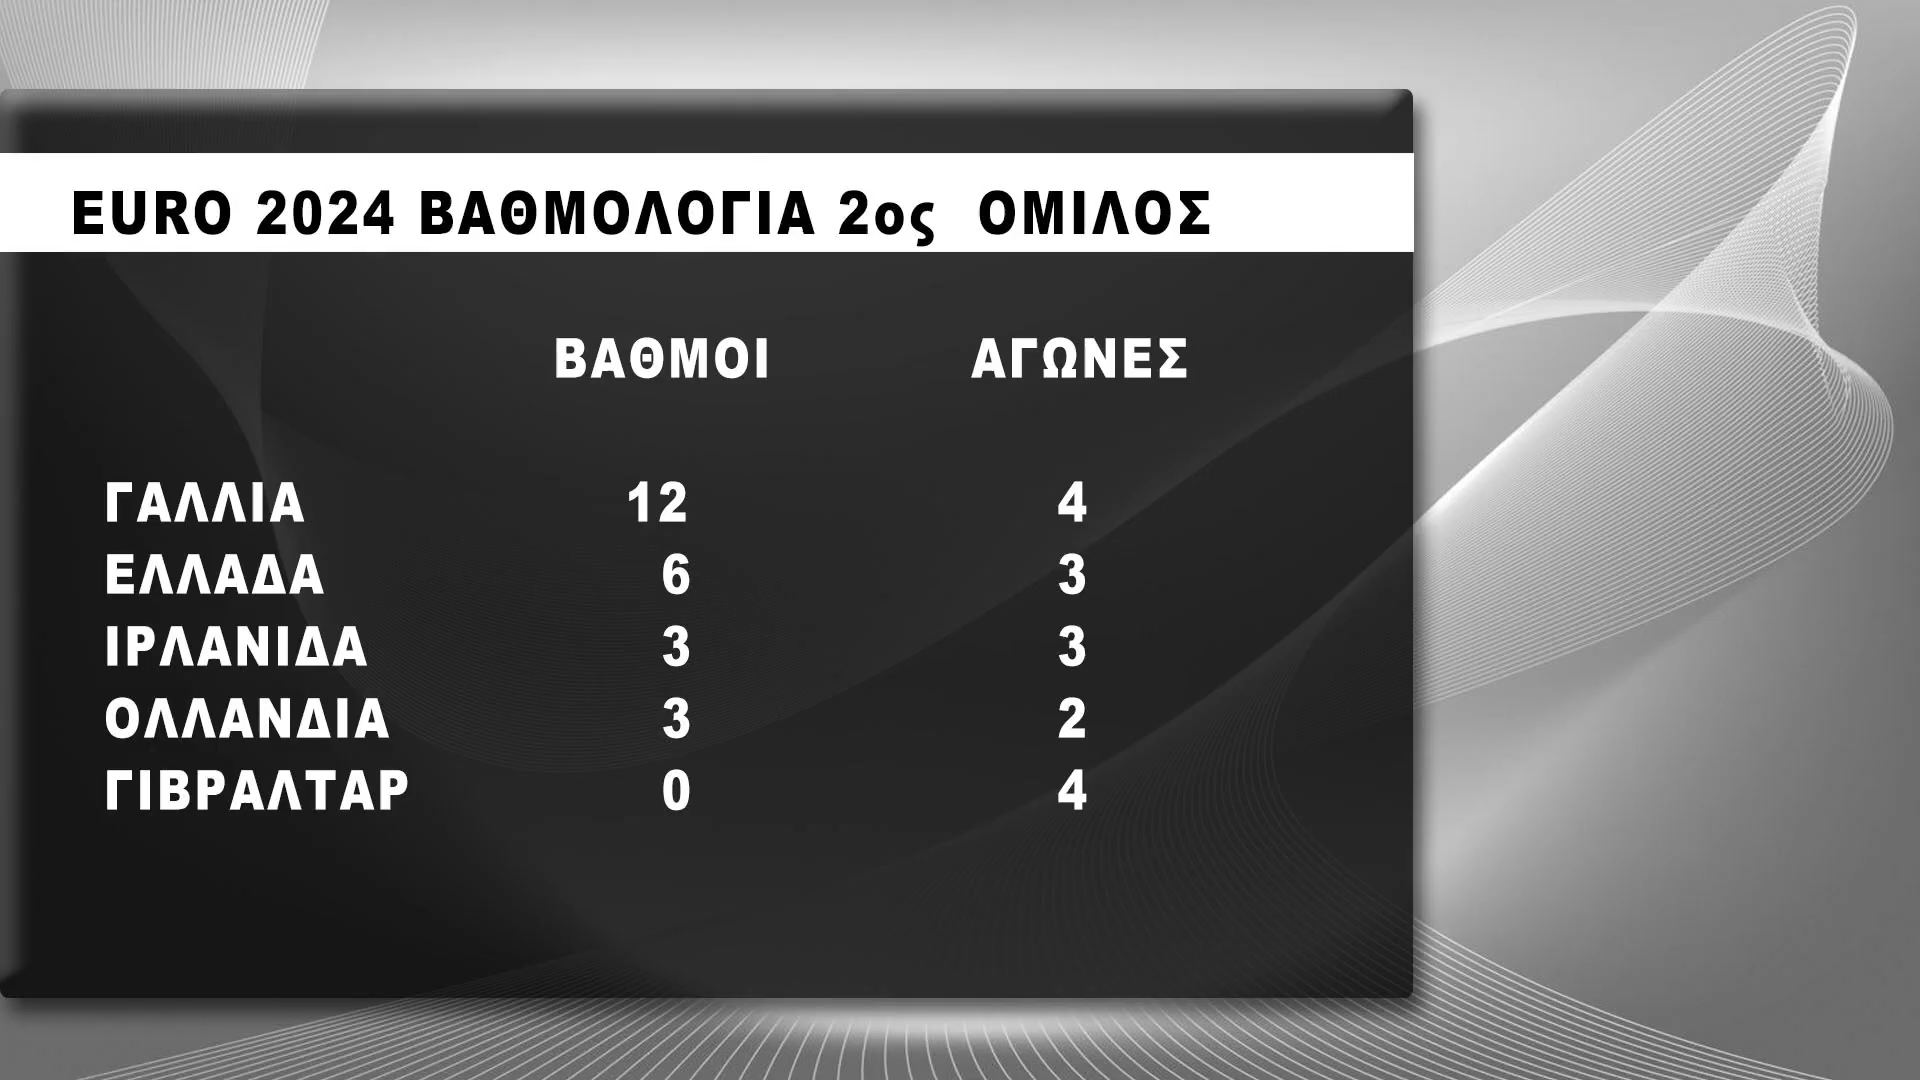 EURO 2024 ΒΑΘΜΟΛΟΓΙΑ 2ος ΟΜΙΛΟΣ
ΒΑΘΜΟΙ ΑΓΩΝΕΣ
ΓΑΛΛΙΑ 12 4
ΕΛΛΑΔΑ 6 3
ΙΡΛΑΝΙΔΑ 3 3
ΟΛΛΑΝΔΙΑ 3 2
ΓΙΒΡΑΛΤΑΡ 0 4